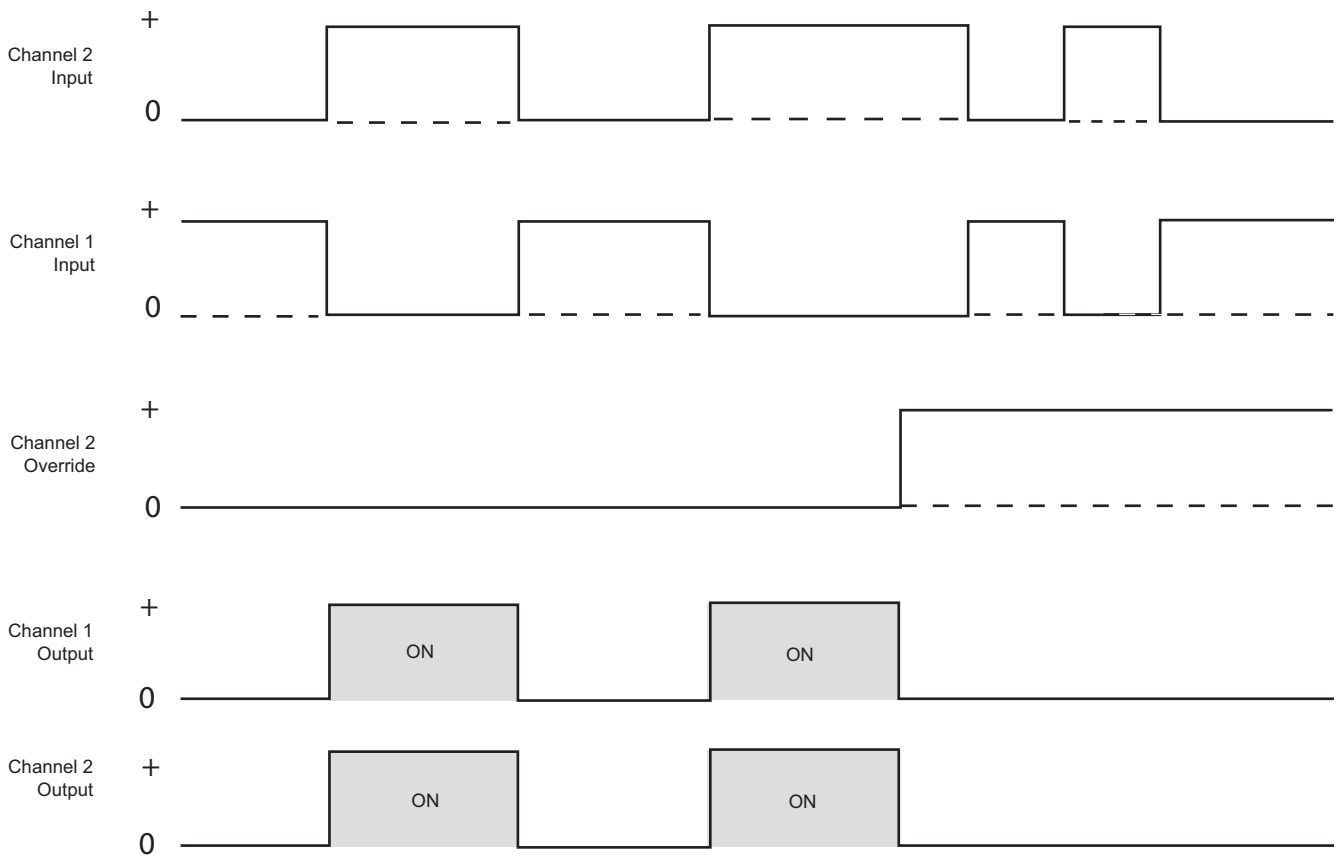 +
Channel 2
Input
0
+
Channel 1
Input
0
+
Channel 2
Override
0
+
Channel 1
Output
ON
ON
0
Channel 2
+
Output
ON
ON
0